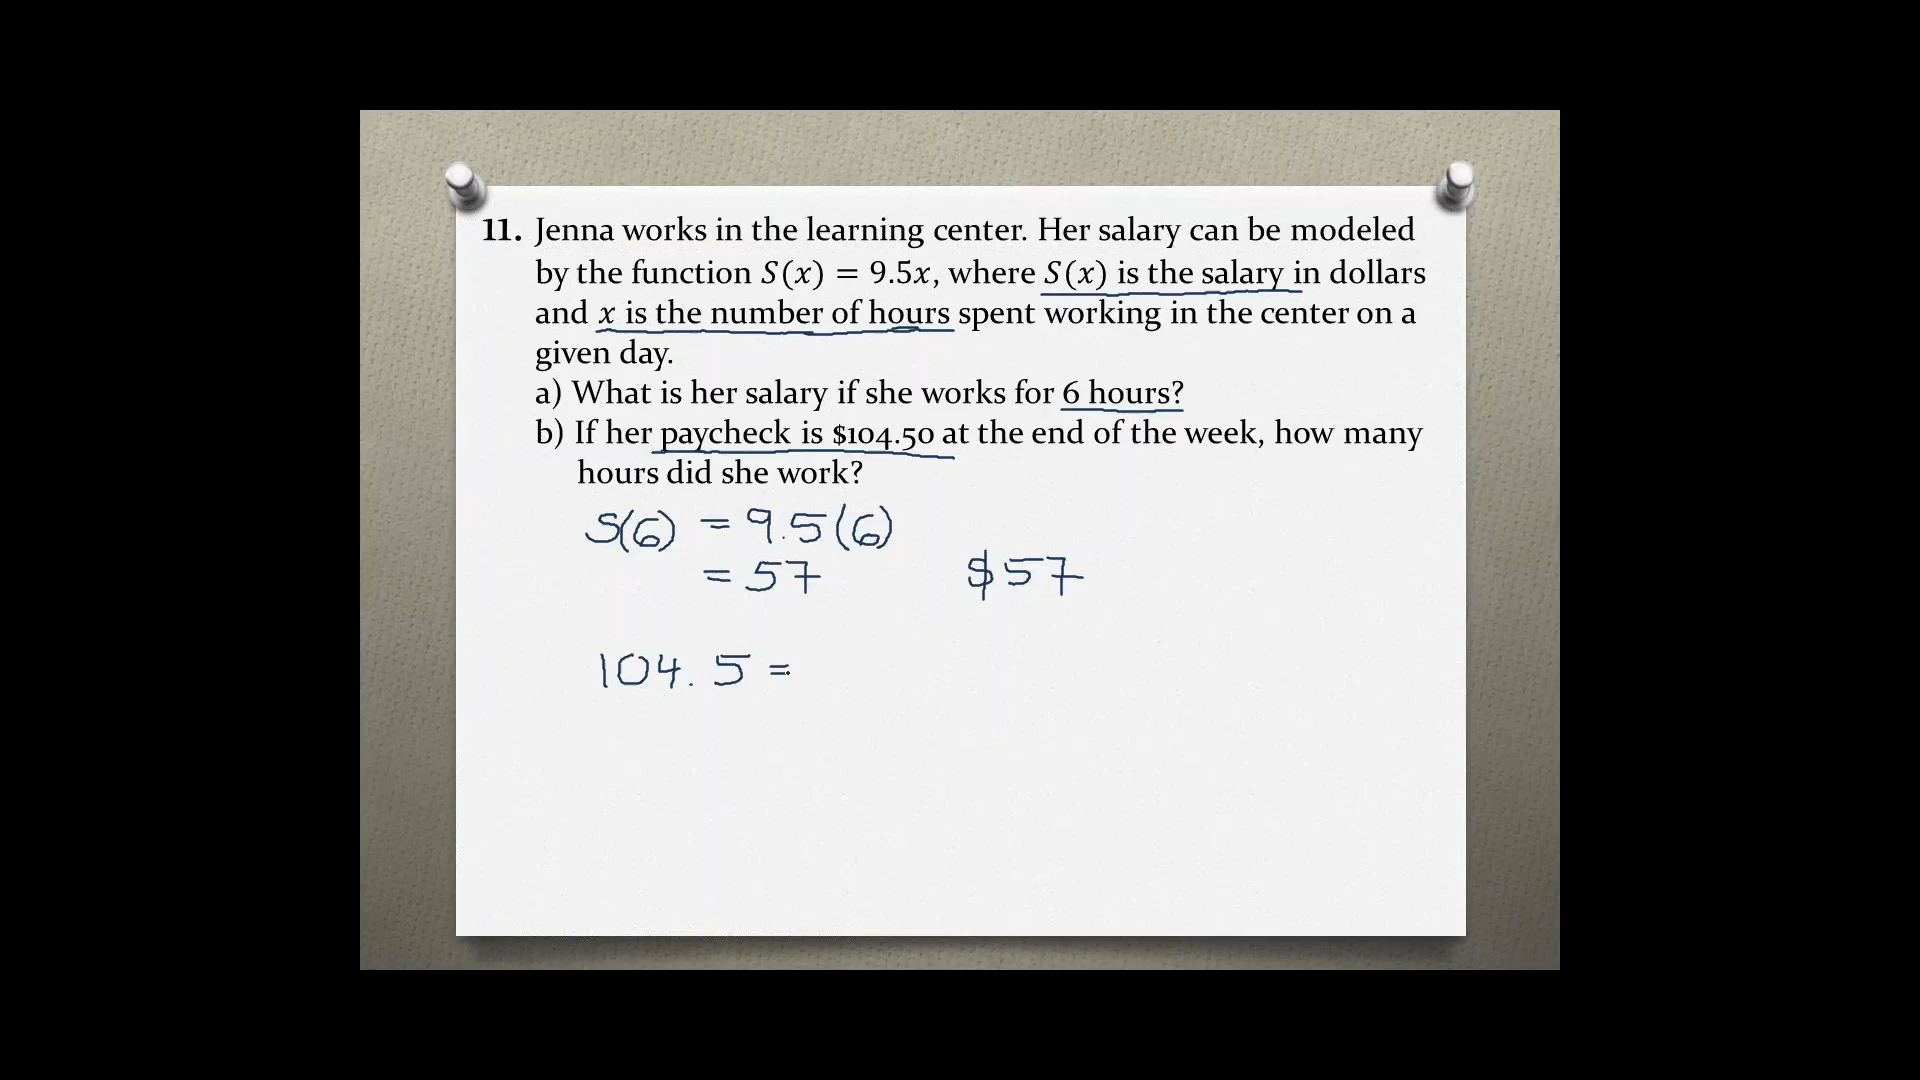 11. Jenna works in the learning center. Her salary can be modeled
by the function S(x) = 9.5x, where S(x) is the salary in dollars
and x is the number of hours spent working in the center on a
given day.
a) What is her salary if she works for 6 hours?
b) If her paycheck is $104.50 at the end of the week, how many
hours did she work?
S(6) = 9.5(6)
= 57 $57
104.5 =